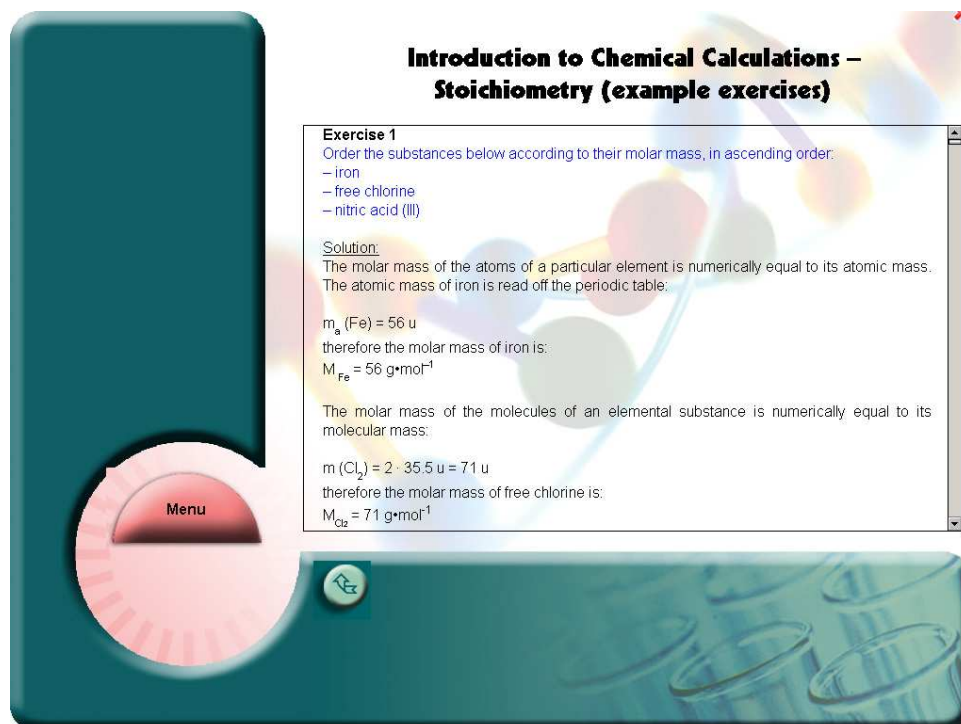 Introduction to Chemical Calculations –
Stoichiometry (example exercises)
Exercise 1
Order the substances below according to their molar mass, in ascending order:
– iron
– free chlorine
– nitric acid (III)
Solution:
The molar mass of the atoms of a particular element is numerically equal to its atomic mass.
The atomic mass of iron is read off the periodic table:
mₐ (Fe) = 56 u
therefore the molar mass of iron is:
M Fe = 56 g•mol⁻¹
The molar mass of the molecules of an elemental substance is numerically equal to its
molecular mass:
m (Cl₂) = 2 · 35.5 u = 71 u
therefore the molar mass of free chlorine is:
M Cl₂ = 71 g•mol⁻¹
Menu